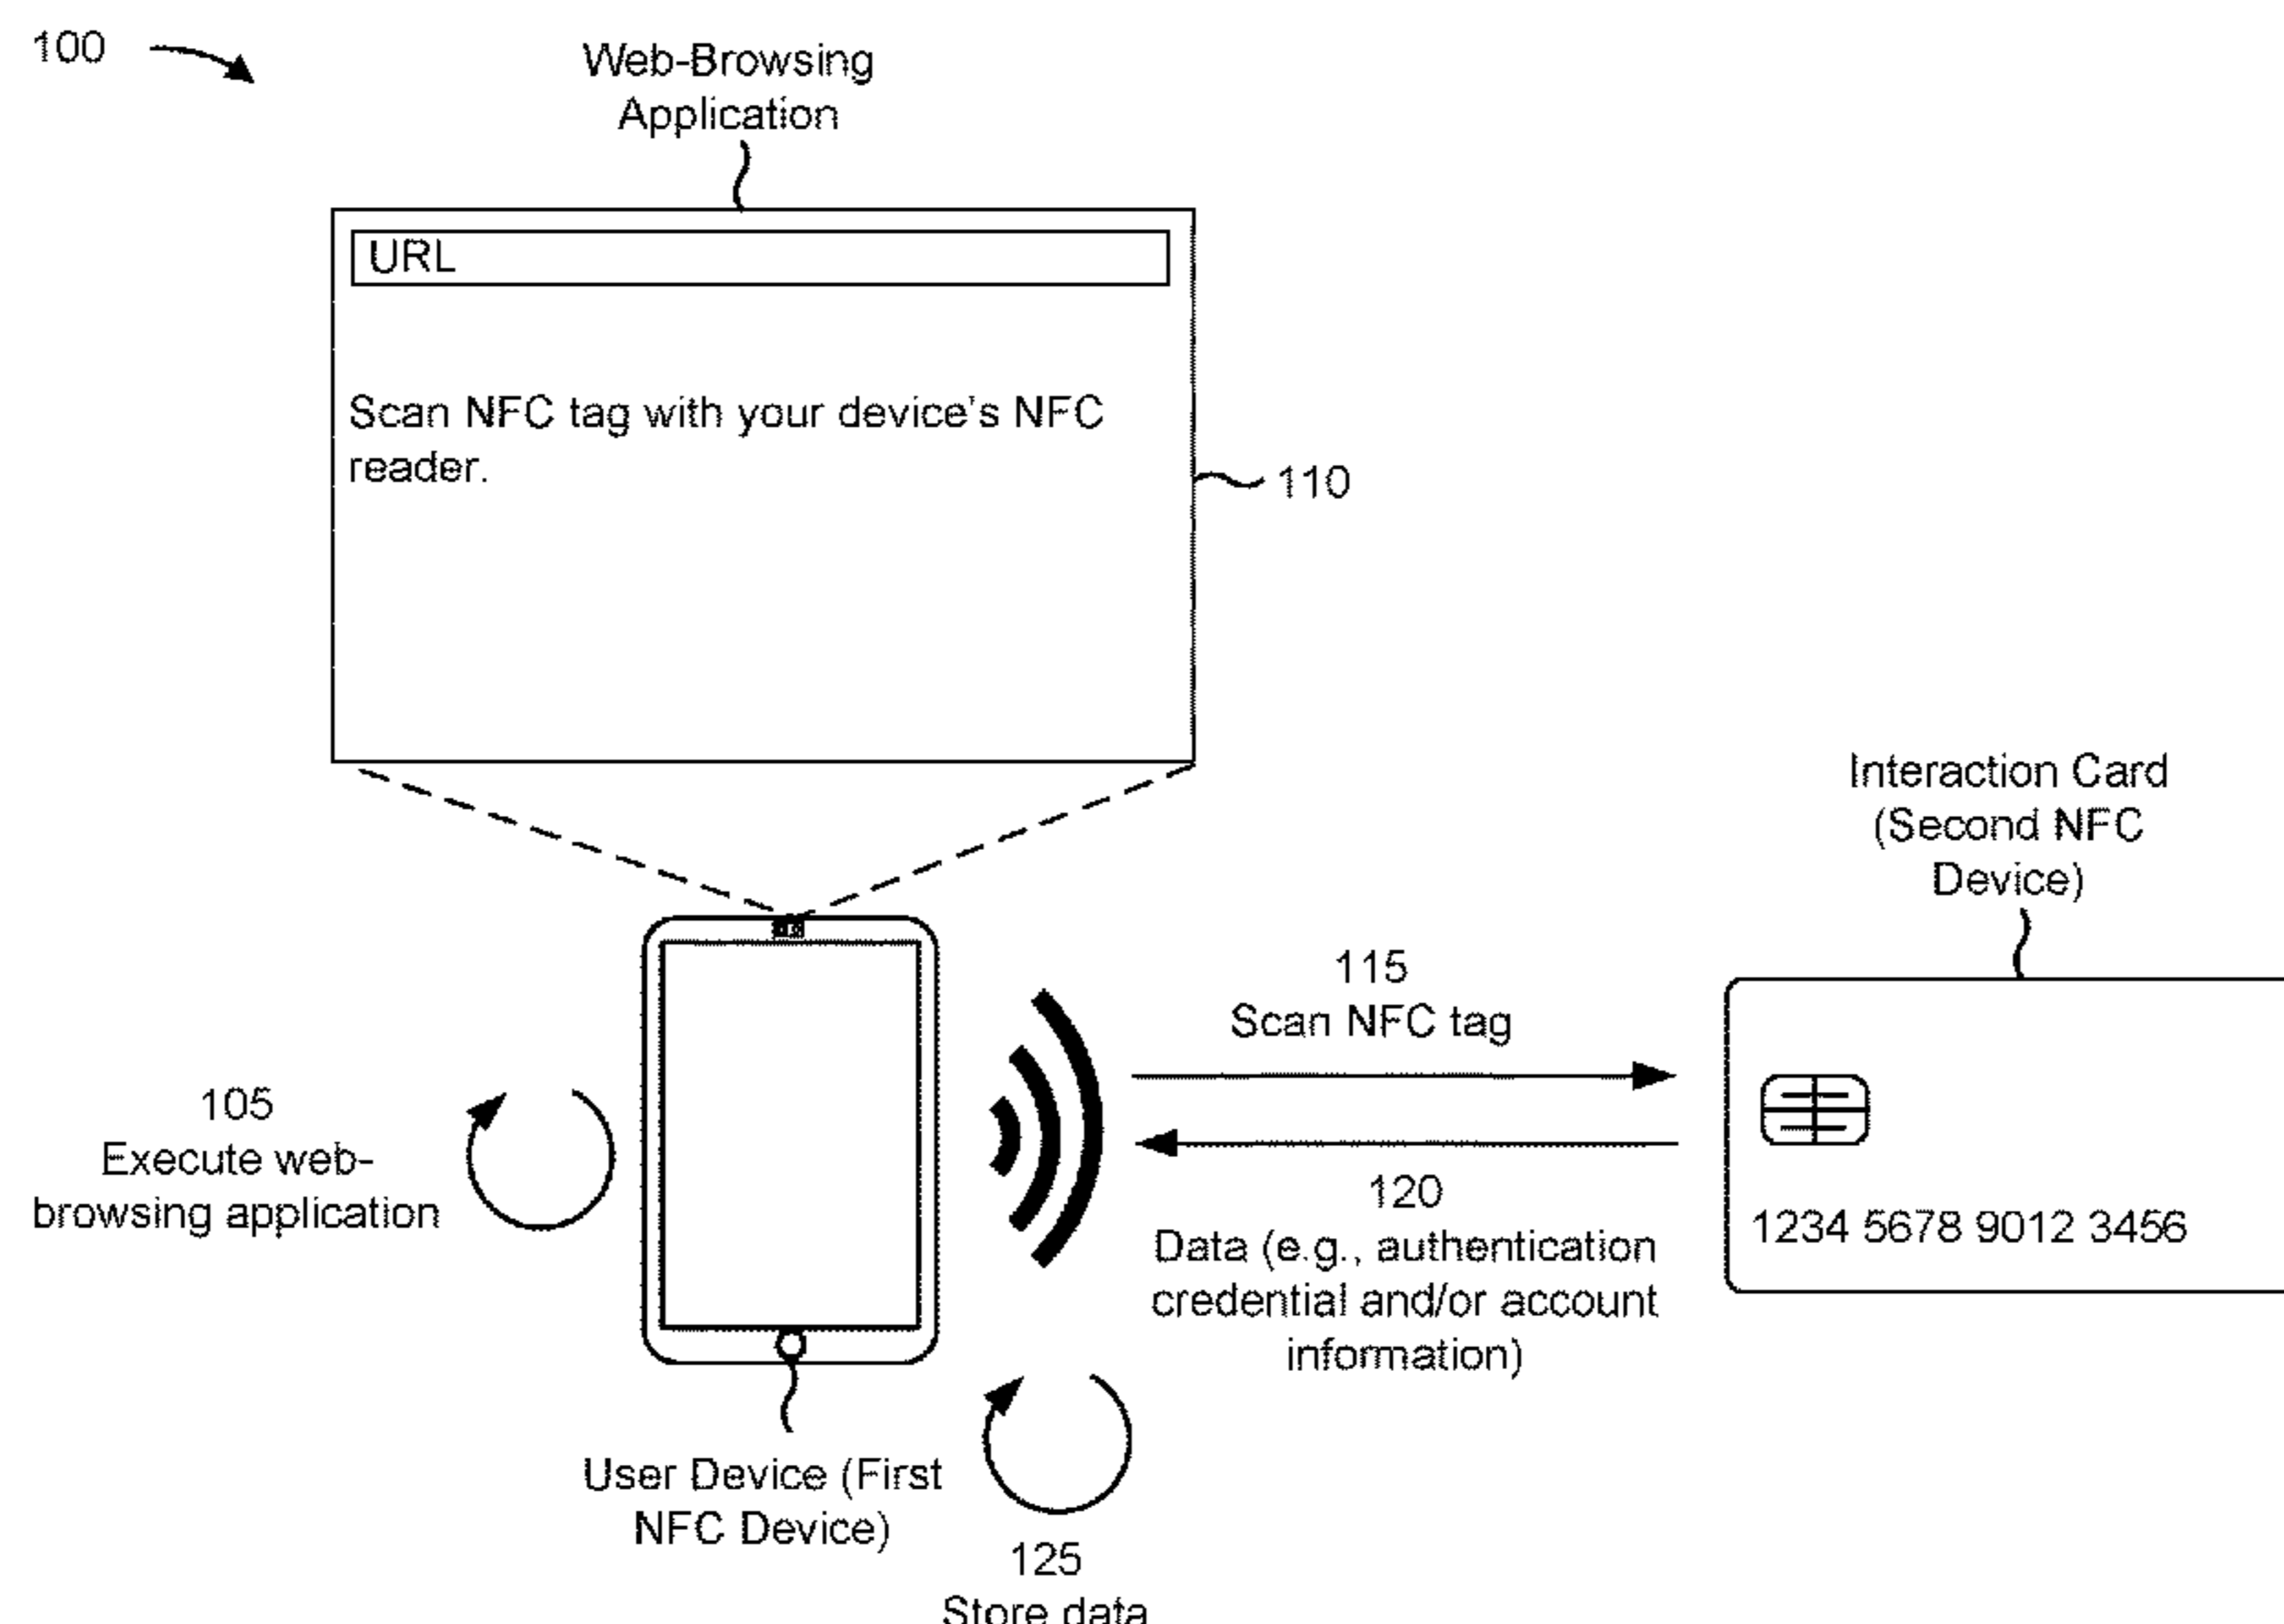 100
Web-Browsing
Application
URL
Scan NFC tag with your device's NFC
reader.
110
Interaction Card
(Second NFC
Device)
115
Scan NFC tag
105
Execute web-
browsing application
120
Data (e.g., authentication
credential and/or account
information)
1234 5678 9012 3456
User Device (First
NFC Device)
125
Store data